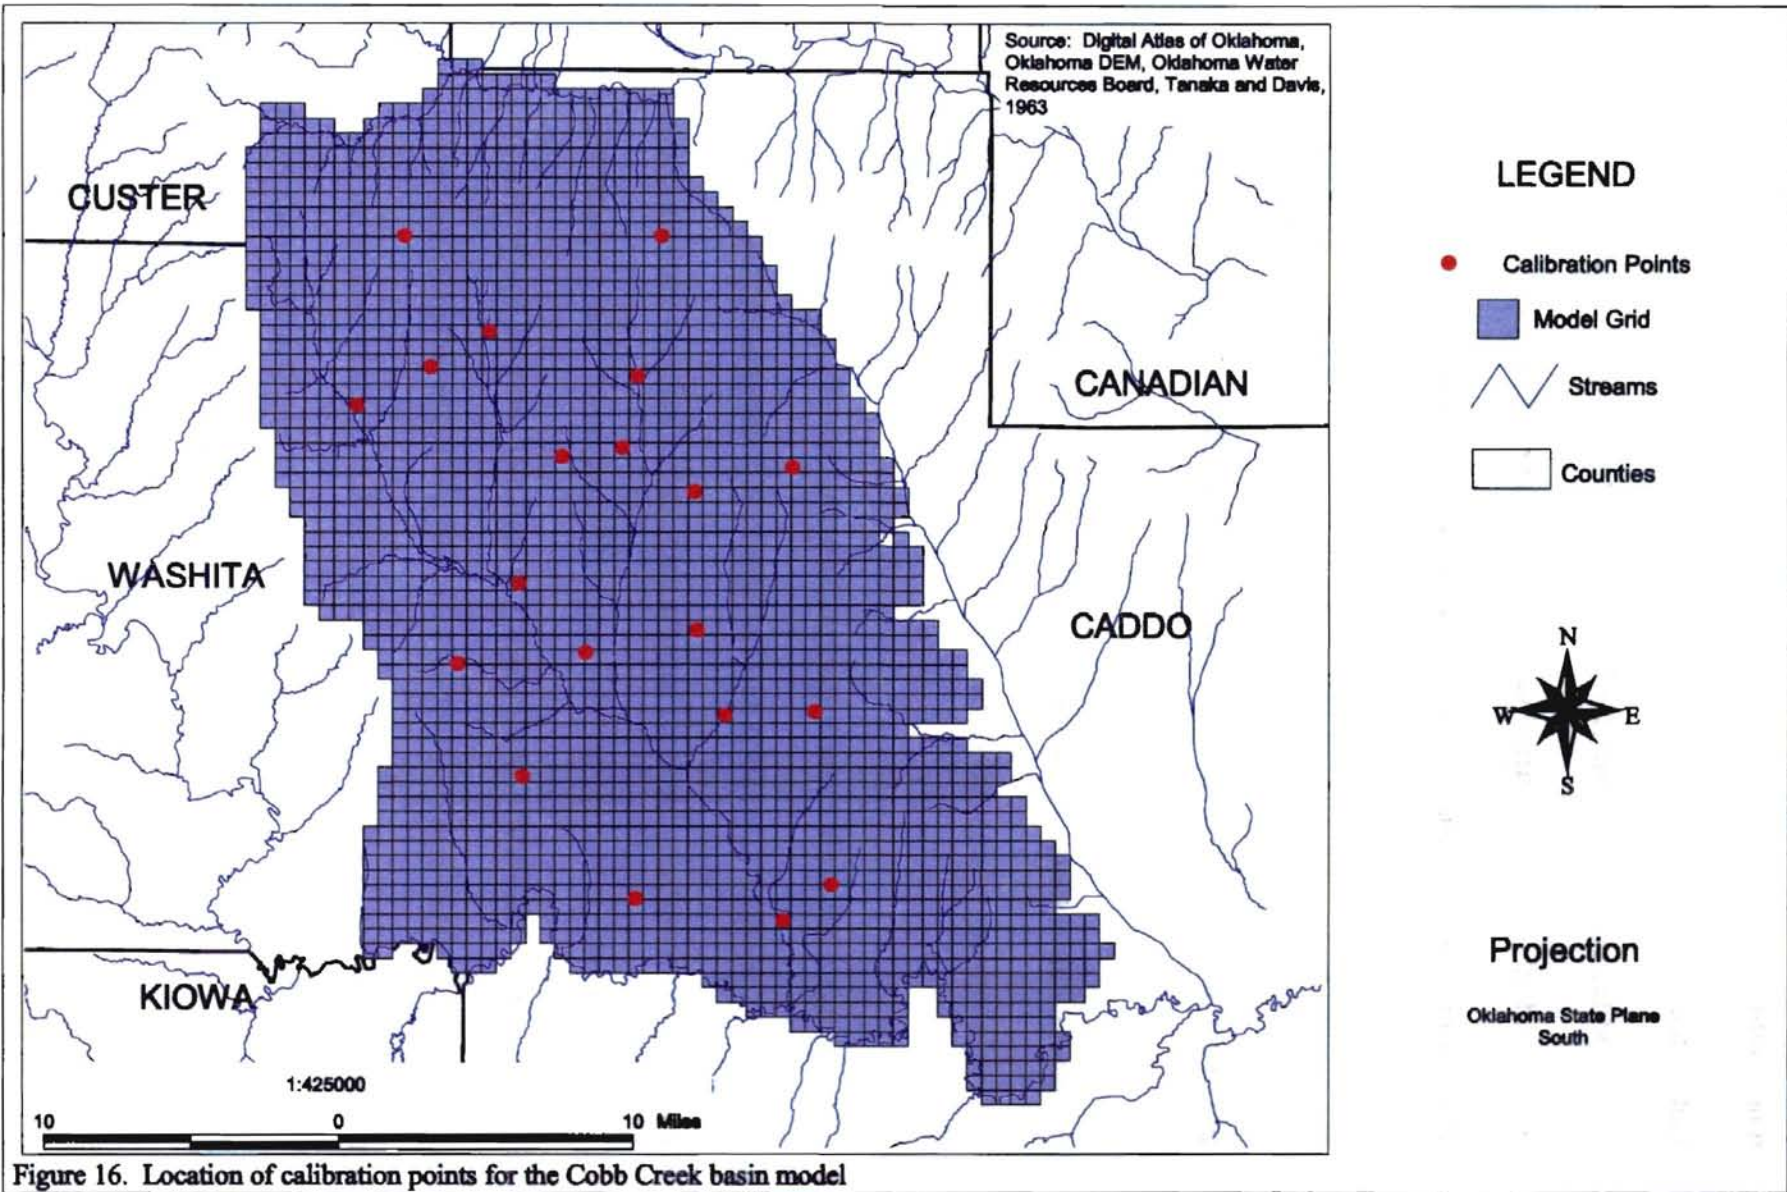 Source: Digital Atlas of Oklahoma,
Oklahoma DEM, Oklahoma Water
Resources Board, Tanaka and Davis,
1963
CUSTER
CANADIAN
WASHITA
CADDO
KIOWA
1:425000
10 0 10 Miles
LEGEND
Calibration Points
Model Grid
Streams
Counties
N
W E
S
Projection
Oklahoma State Plane
South
Figure 16. Location of calibration points for the Cobb Creek basin model